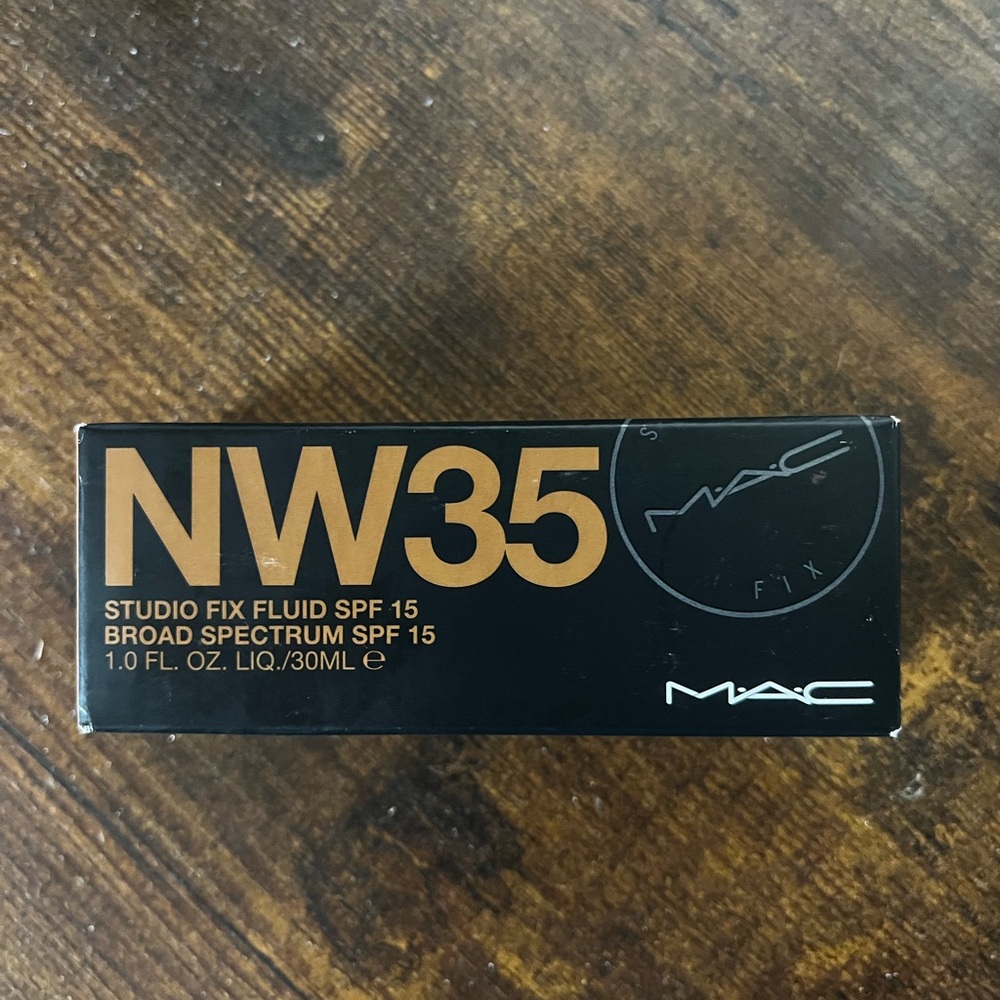 NW35
STUDIO FIX FLUID SPF 15
BROAD SPECTRUM SPF 15
1.0 FL. OZ. LIQ./30ML ℮
S
M·A·C
FIX
M·A·C